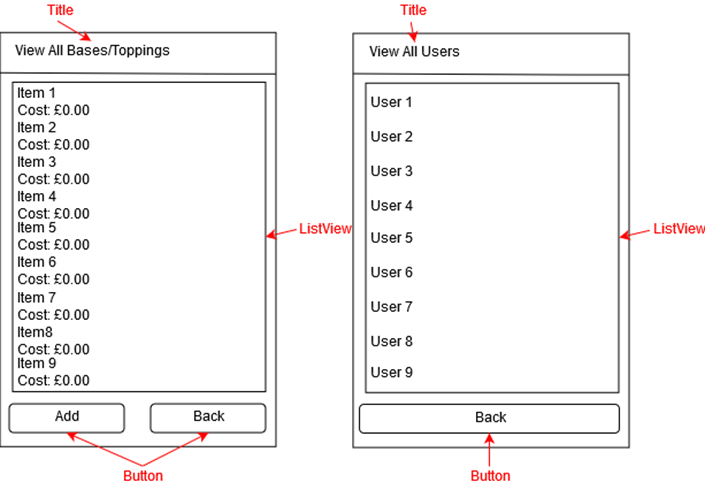 Title
View All Bases/Toppings
Item 1
Cost: £0.00
Item 2
Cost: £0.00
Item 3
Cost: £0.00
Item 4
Cost: £0.00
Item 5
Cost: £0.00
Item 6
Cost: £0.00
Item 7
Cost: £0.00
Item8
Cost: £0.00
Item 9
Cost: £0.00
ListView
Add
Back
Button
Title
View All Users
User 1
User 2
User 3
User 4
User 5
User 6
User 7
User 8
User 9
ListView
Back
Button